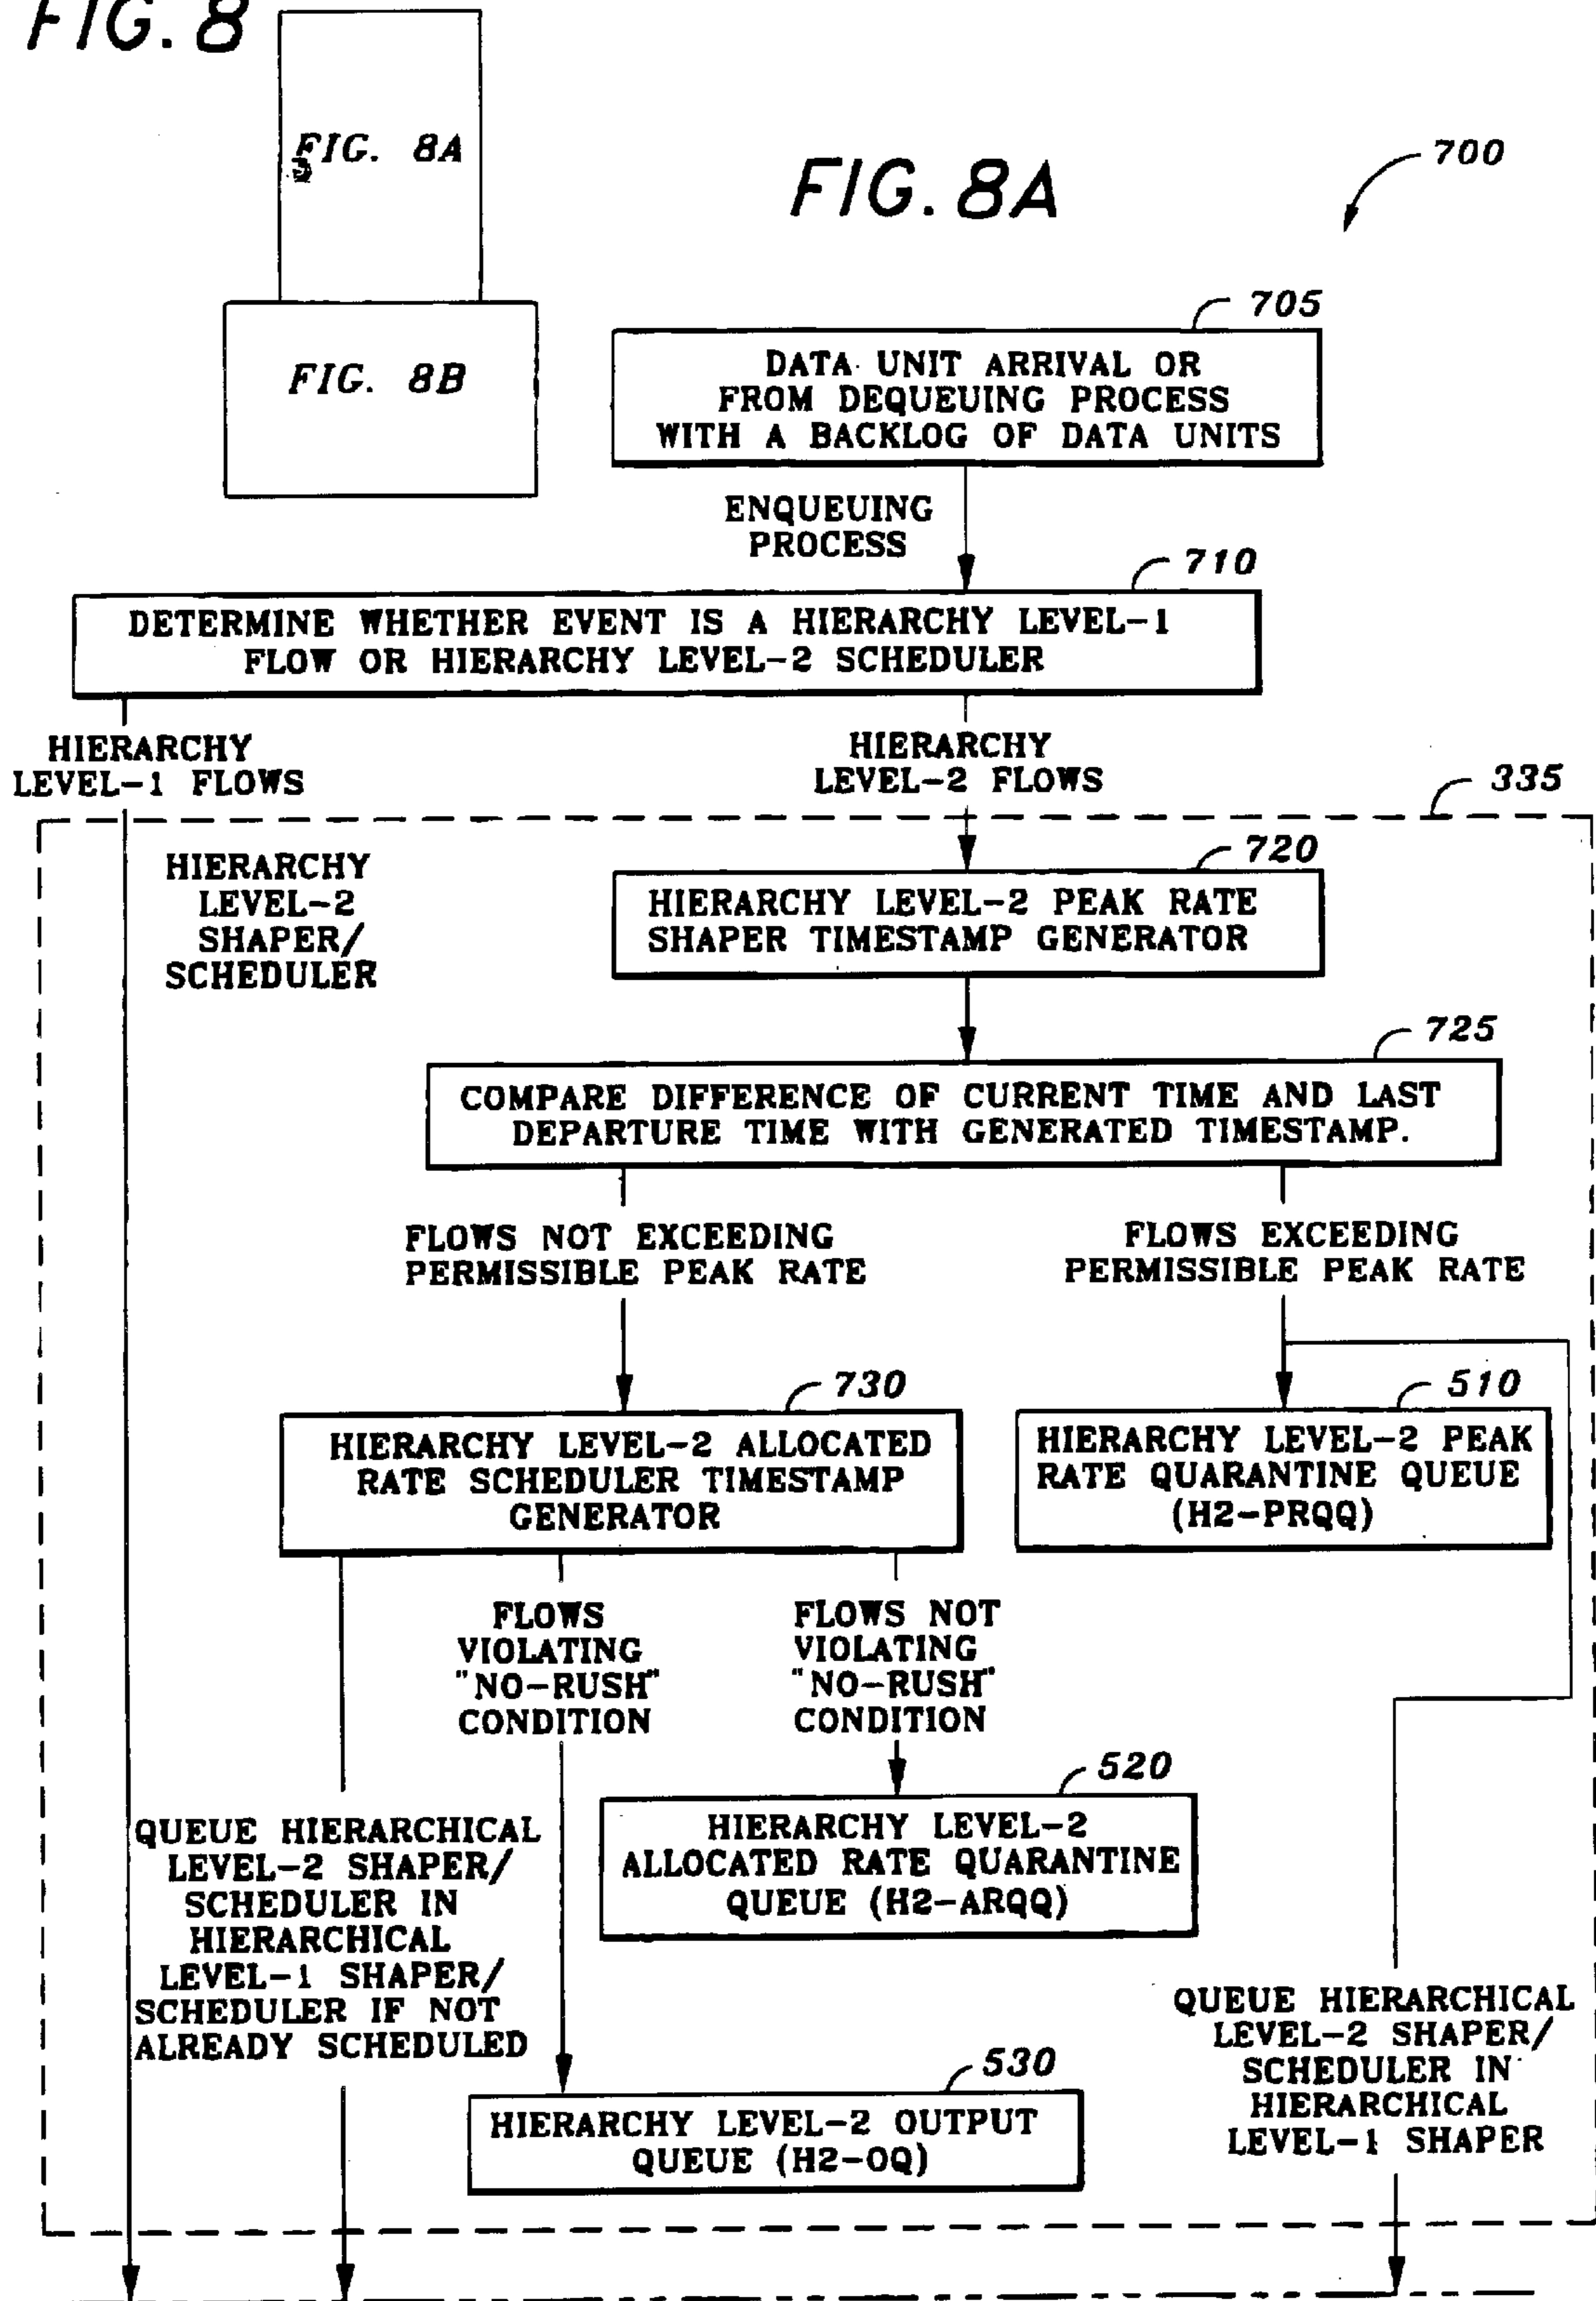 FIG. 8
FIG. 8A
FIG. 8B
FIG. 8A
700
705
DATA UNIT ARRIVAL OR
FROM DEQUEUING PROCESS
WITH A BACKLOG OF DATA UNITS
ENQUEUING
PROCESS
710
DETERMINE WHETHER EVENT IS A HIERARCHY LEVEL-1
FLOW OR HIERARCHY LEVEL-2 SCHEDULER
HIERARCHY
LEVEL-1 FLOWS
HIERARCHY
LEVEL-2 FLOWS
335
HIERARCHY
LEVEL-2
SHAPER/
SCHEDULER
720
HIERARCHY LEVEL-2 PEAK RATE
SHAPER TIMESTAMP GENERATOR
725
COMPARE DIFFERENCE OF CURRENT TIME AND LAST
DEPARTURE TIME WITH GENERATED TIMESTAMP.
FLOWS NOT EXCEEDING
PERMISSIBLE PEAK RATE
FLOWS EXCEEDING
PERMISSIBLE PEAK RATE
730
HIERARCHY LEVEL-2 ALLOCATED
RATE SCHEDULER TIMESTAMP
GENERATOR
510
HIERARCHY LEVEL-2 PEAK
RATE QUARANTINE QUEUE
(H2-PRQQ)
FLOWS
VIOLATING
"NO-RUSH"
CONDITION
FLOWS NOT
VIOLATING
"NO-RUSH"
CONDITION
520
HIERARCHY LEVEL-2
ALLOCATED RATE QUARANTINE
QUEUE (H2-ARQQ)
QUEUE HIERARCHICAL
LEVEL-2 SHAPER/
SCHEDULER IN
HIERARCHICAL
LEVEL-1 SHAPER/
SCHEDULER IF NOT
ALREADY SCHEDULED
530
HIERARCHY LEVEL-2 OUTPUT
QUEUE (H2-OQ)
QUEUE HIERARCHICAL
LEVEL-2 SHAPER/
SCHEDULER IN
HIERARCHICAL
LEVEL-1 SHAPER